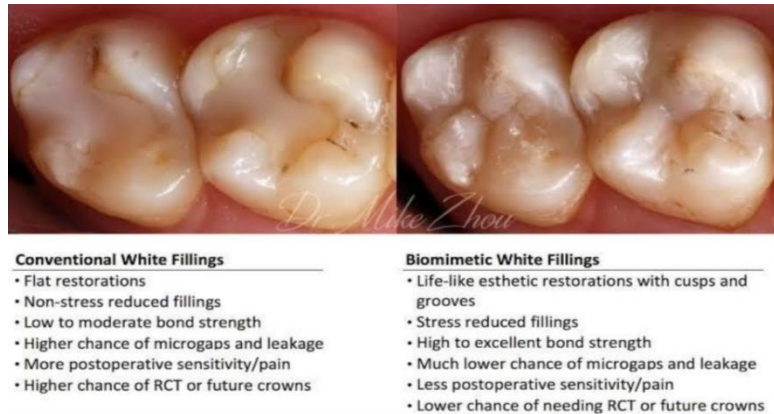 Dr. Mike Zhou
Conventional White Fillings
• Flat restorations
• Non-stress reduced fillings
• Low to moderate bond strength
• Higher chance of microgaps and leakage
• More postoperative sensitivity/pain
• Higher chance of RCT or future crowns
Biomimetic White Fillings
• Life-like esthetic restorations with cusps and
grooves
• Stress reduced fillings
• High to excellent bond strength
• Much lower chance of microgaps and leakage
• Less postoperative sensitivity/pain
• Lower chance of needing RCT or future crowns